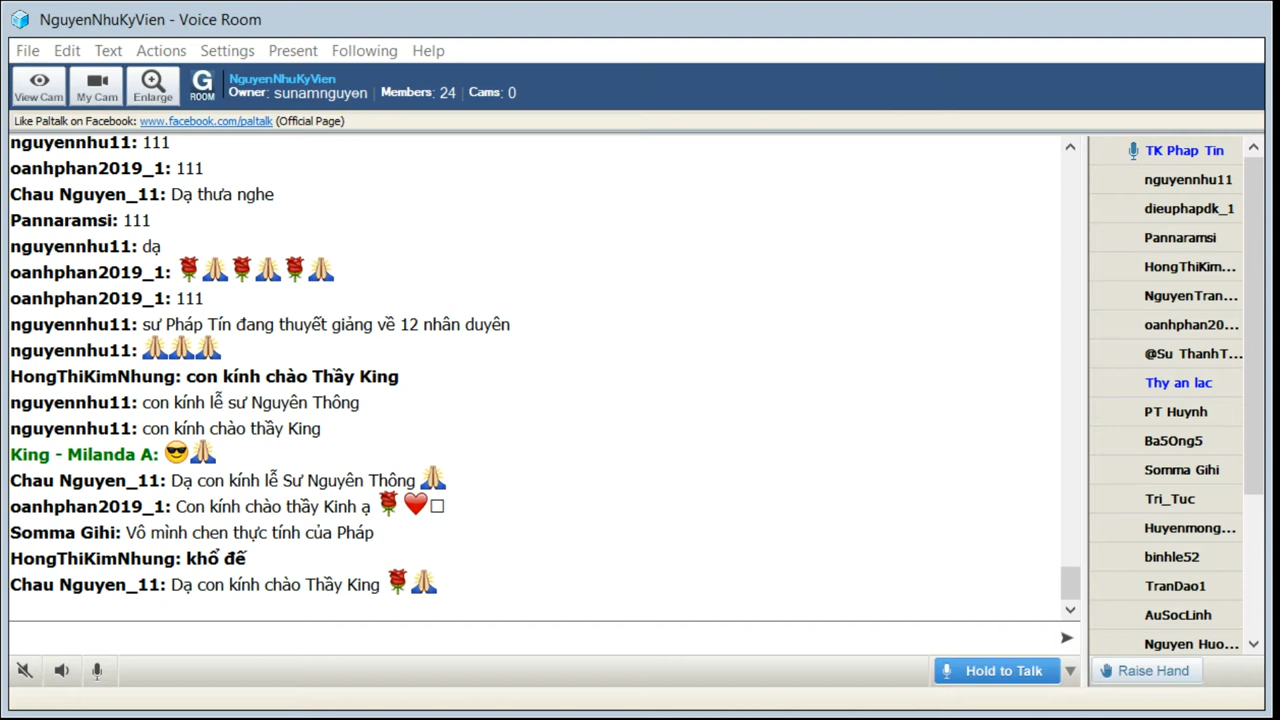 NguyenNhuKyVien - Voice Room
File Edit Text Actions Settings Present Following Help
View Cam My Cam Enlarge G ROOM NguyenNhuKyVien
Owner: sunamnguyen | Members: 24 | Cams: 0
Like Paltalk on Facebook: www.facebook.com/paltalk (Official Page)
nguyennhu11: 111
oanhphan2019_1: 111
Chau Nguyen_11: Dạ thưa nghe
Pannaramsi: 111
nguyennhu11: dạ
oanhphan2019_1: 🌹🙏🌹🙏🌹🙏
oanhphan2019_1: 111
nguyennhu11: sư Pháp Tín đang thuyết giảng về 12 nhân duyên
nguyennhu11: 🙏🙏🙏
HongThiKimNhung: con kính chào Thầy King
nguyennhu11: con kính lễ sư Nguyên Thông
nguyennhu11: con kính chào thầy King
King - Milanda A: 😎🙏
Chau Nguyen_11: Dạ con kính lễ Sư Nguyên Thông 🙏
oanhphan2019_1: Con kính chào thầy Kinh ạ 🌹❤️□
Somma Gihi: Vô mình chen thực tính của Pháp
HongThiKimNhung: khổ đế
Chau Nguyen_11: Dạ con kính chào Thầy King 🌹🙏
TK Phap Tin
nguyennhu11
dieuphapdk_1
Pannaramsi
HongThiKim...
NguyenTran...
oanhphan20...
@Su ThanhT...
Thy an lac
PT Huynh
Ba5Ong5
Somma Gihi
Tri_Tuc
Huyenmong...
binhle52
TranDao1
AuSocLinh
Nguyen Huo...
Hold to Talk
Raise Hand